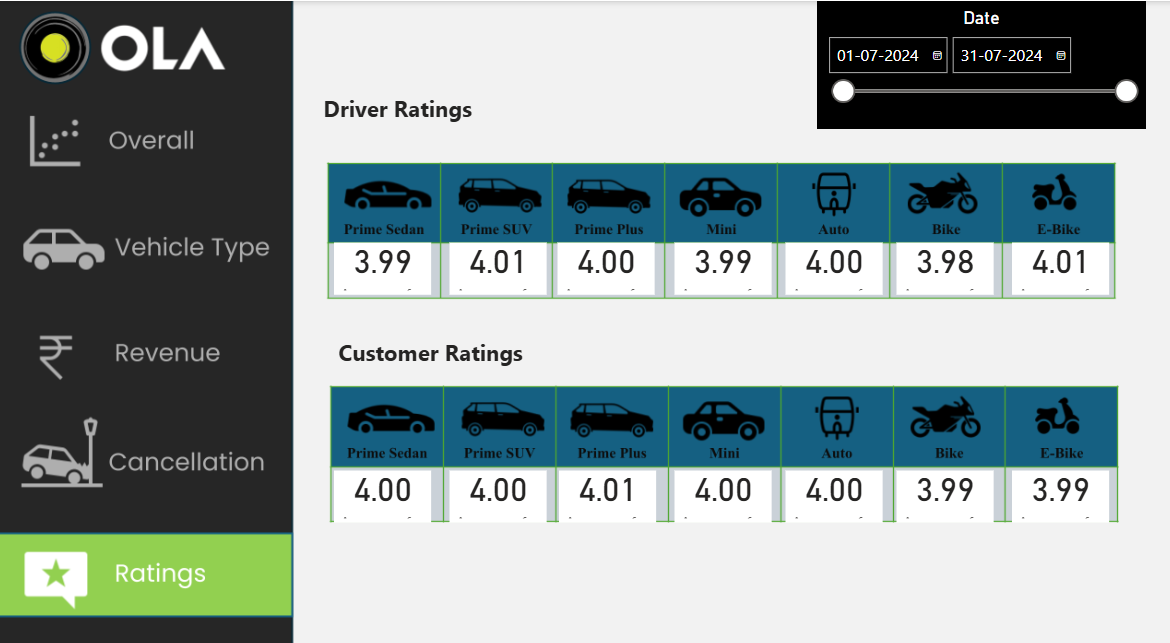 OLA
Date
01-07-2024 31-07-2024
Overall
Vehicle Type
Revenue
Cancellation
Ratings
Driver Ratings
Prime Sedan Prime SUV Prime Plus Mini Auto Bike E-Bike
3.99 4.01 4.00 3.99 4.00 3.98 4.01
Customer Ratings
Prime Sedan Prime SUV Prime Plus Mini Auto Bike E-Bike
4.00 4.00 4.01 4.00 4.00 3.99 3.99